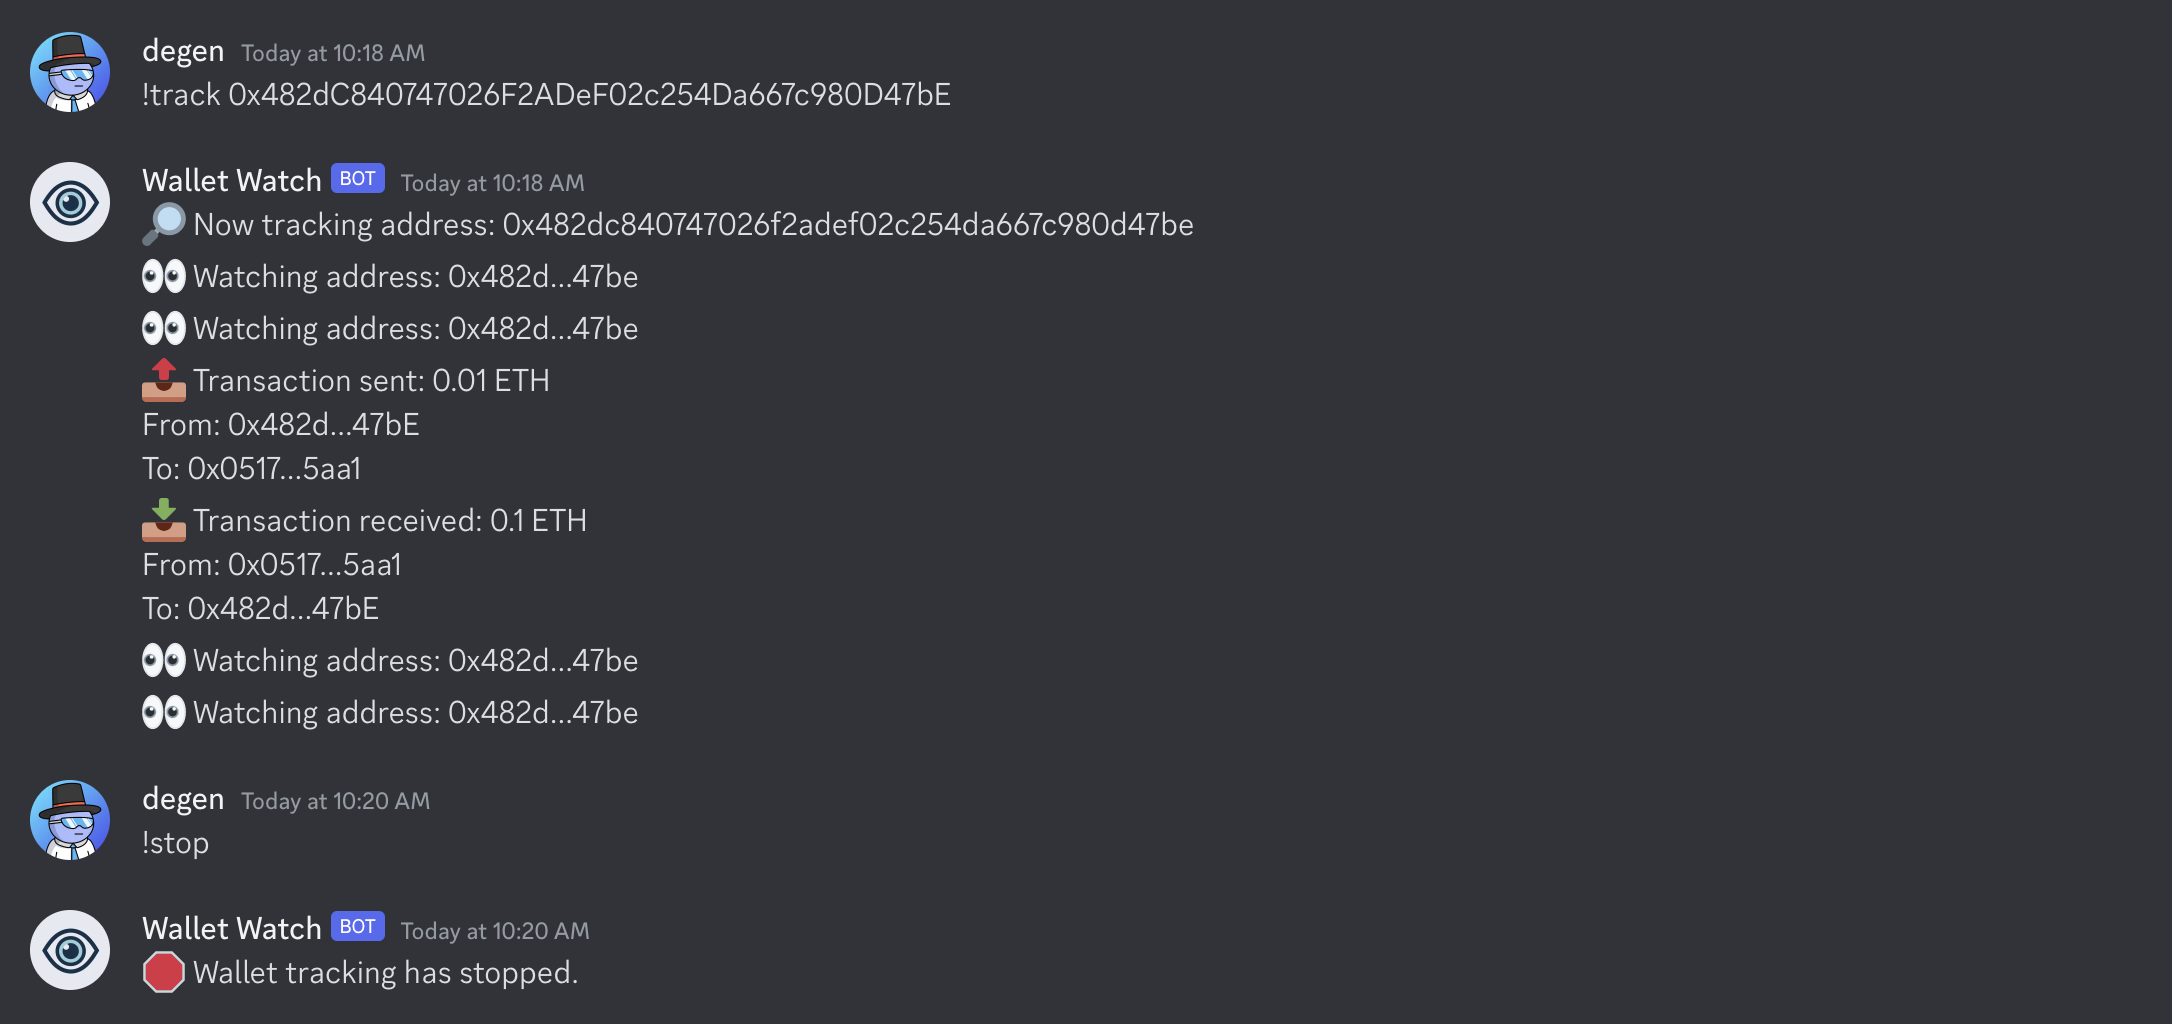 degen Today at 10:18 AM
!track 0x482dC840747026F2ADeF02c254Da667c980D47bE
Wallet Watch BOT Today at 10:18 AM
Now tracking address: 0x482dc840747026f2adef02c254da667c980d47be
Watching address: 0x482d...47be
Watching address: 0x482d...47be
Transaction sent: 0.01 ETH
From: 0x482d...47bE
To: 0x0517...5aa1
Transaction received: 0.1 ETH
From: 0x0517...5aa1
To: 0x482d...47bE
Watching address: 0x482d...47be
Watching address: 0x482d...47be
degen Today at 10:20 AM
!stop
Wallet Watch BOT Today at 10:20 AM
Wallet tracking has stopped.